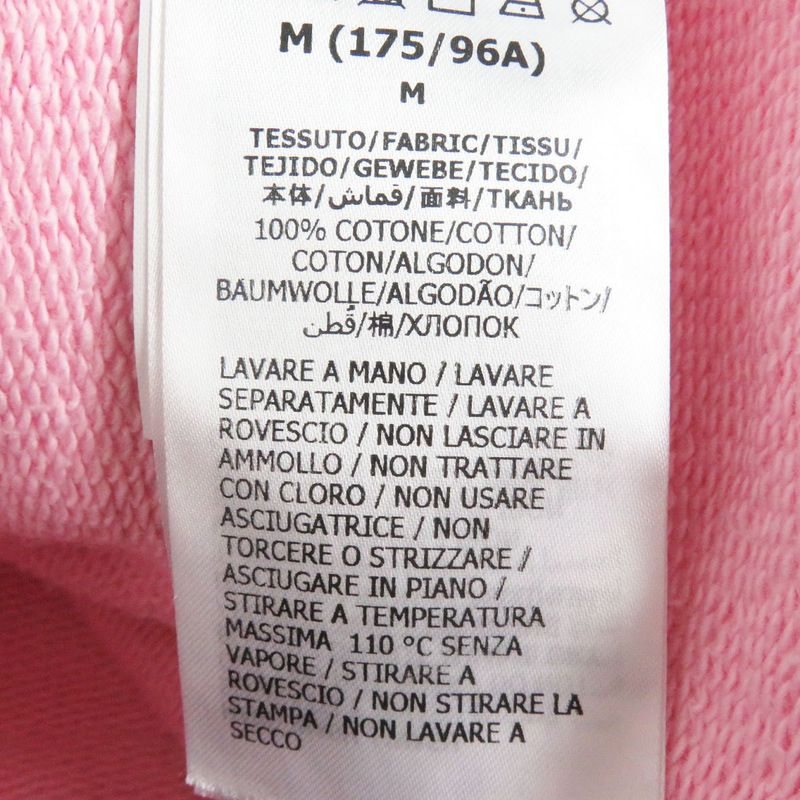 M (175/96A)
M
TESSUTO/FABRIC/TISSU/
TEJIDO/GEWEBE/TECIDO/
本体/قماش/面料/ТКАНЬ
100% COTONE/COTTON/
COTON/ALGODON/
BAUMWOLLE/ALGODÃO/コットン/
قُطن/棉/ХЛОПОК
LAVARE A MANO / LAVARE
SEPARATAMENTE / LAVARE A
ROVESCIO / NON LASCIARE IN
AMMOLLO / NON TRATTARE
CON CLORO / NON USARE
ASCIUGATRICE / NON
TORCERE O STRIZZARE /
ASCIUGARE IN PIANO /
STIRARE A TEMPERATURA
MASSIMA 110 °C SENZA
VAPORE / STIRARE A
ROVESCIO / NON STIRARE LA
STAMPA / NON LAVARE A
SECCO